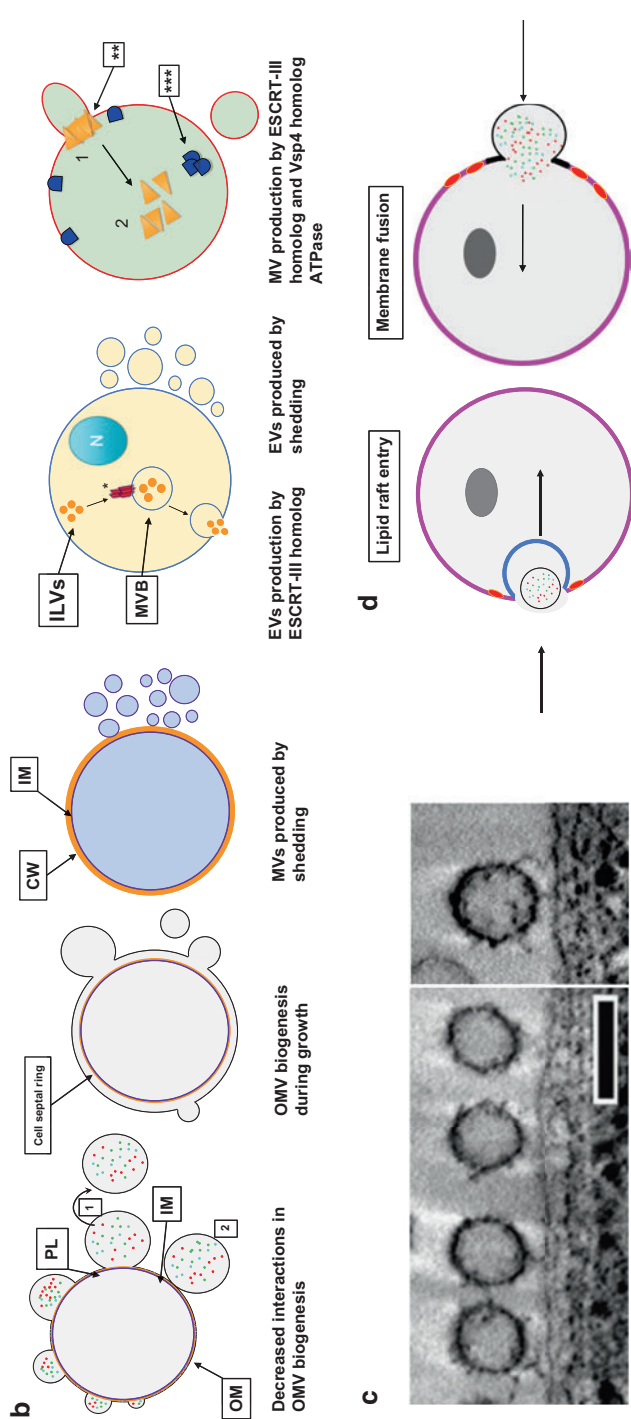 b
PL
1
IM
2
OM
Decreased interactions in
OMV biogenesis
Cell septal ring
OMV biogenesis
during growth
CW
IM
MVs produced by
shedding
ILVs
*
MVB
N
EVs production by
ESCRT-III homolog
EVs produced by
shedding
1
2
**
***
MV production by ESCRT-III
homolog and Vsp4 homolog
ATPase
c
d
Lipid raft entry
Membrane fusion